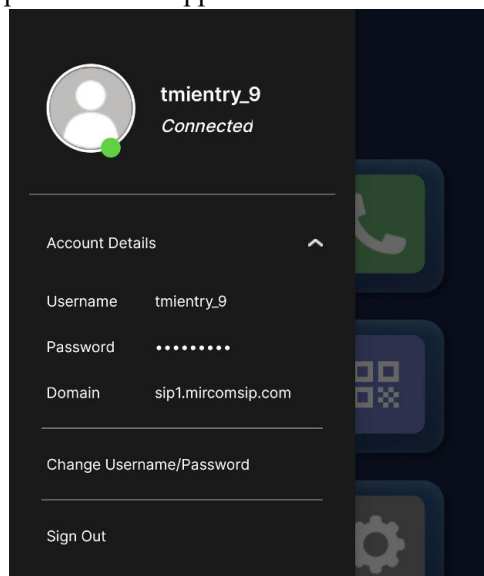 tmientry_9
Connected
Account Details
Username tmientry_9
Password •••••••••
Domain sip1.mircomsip.com
Change Username/Password
Sign Out